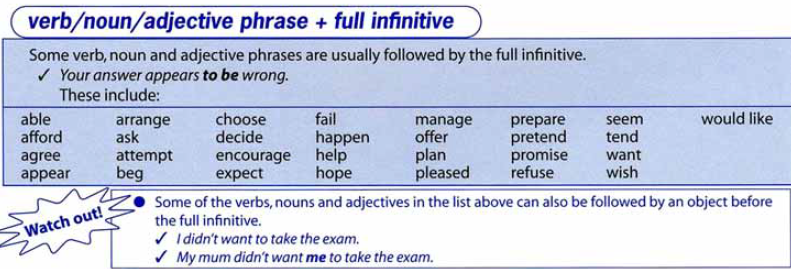 verb/noun/adjective phrase + full infinitive
Some verb, noun and adjective phrases are usually followed by the full infinitive.
✓ Your answer appears to be wrong.
These include:
able arrange choose fail manage prepare seem would like
afford ask decide happen offer pretend tend
agree attempt encourage help plan promise want
appear beg expect hope pleased refuse wish
Watch out!
● Some of the verbs, nouns and adjectives in the list above can also be followed by an object before
the full infinitive.
✓ I didn't want to take the exam.
✓ My mum didn't want me to take the exam.